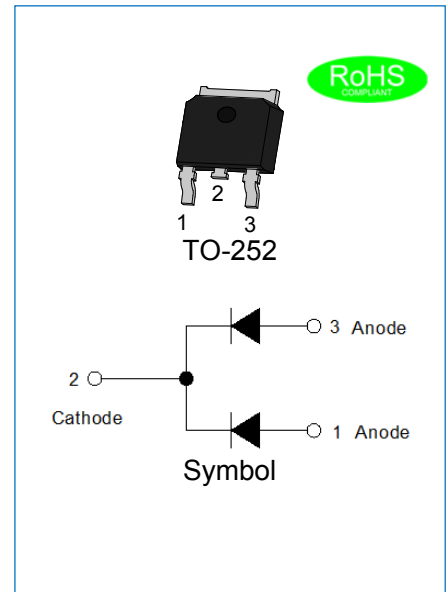 RoHS
COMPLIANT
2
1 3
TO-252
3 Anode
2
Cathode
1 Anode
Symbol